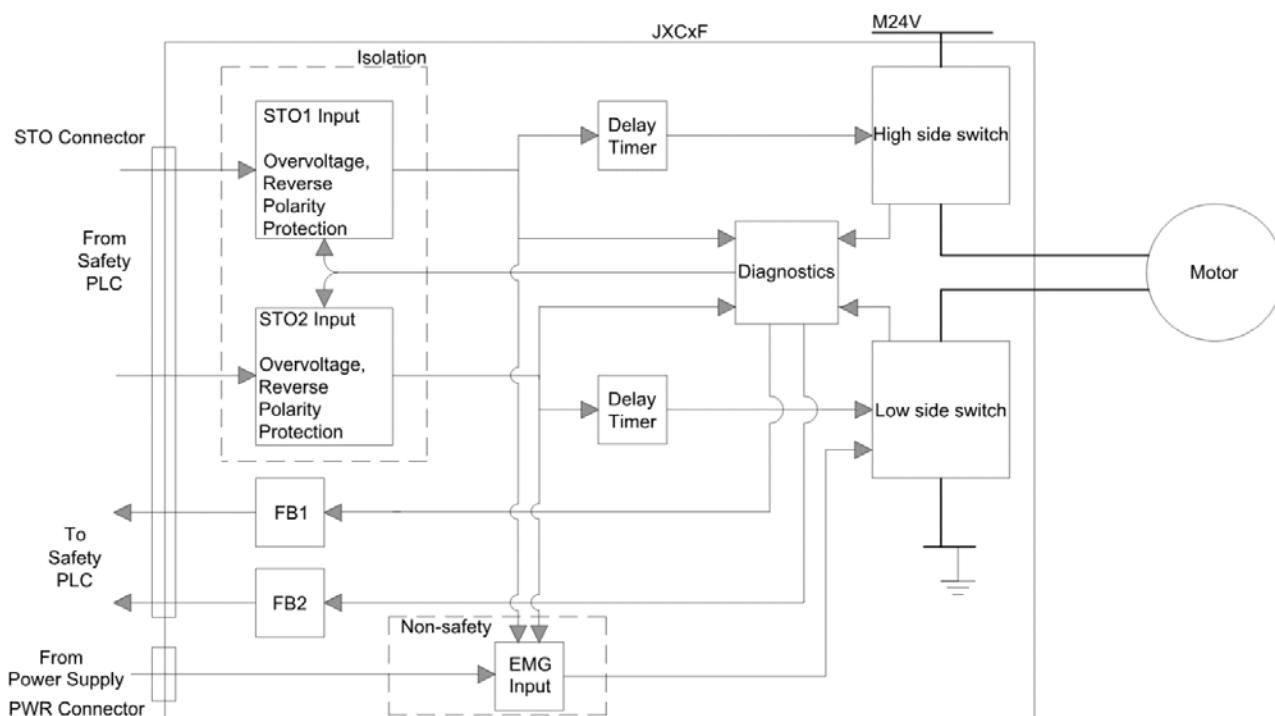 M24V
JXCxF
Isolation
STO Connector
STO1 Input
Overvoltage,
Reverse
Polarity
Protection
Delay
Timer
High side switch
From
Safety
PLC
Diagnostics
Motor
STO2 Input
Overvoltage,
Reverse
Polarity
Protection
Delay
Timer
Low side switch
FB1
To
Safety
PLC
FB2
Non-safety
From
Power Supply
EMG
Input
PWR Connector